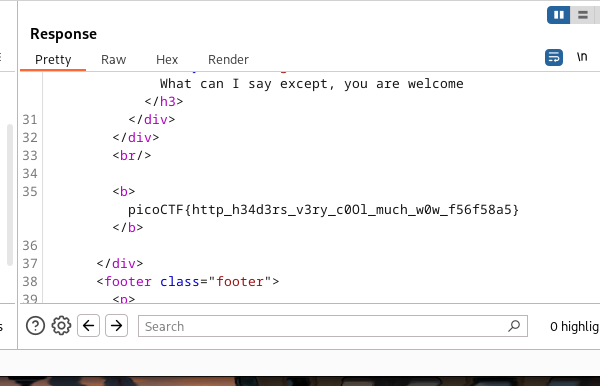 Response
Pretty Raw Hex Render \n
What can I say except, you are welcome
</h3>
31 </div>
32 </div>
33 <br/>
34
35 <b>
picoCTF{http_h34d3rs_v3ry_c0Ol_much_w0w_f56f58a5}
</b>
36
37 </div>
38 <footer class="footer">
39 <p>
Search 0 highlig